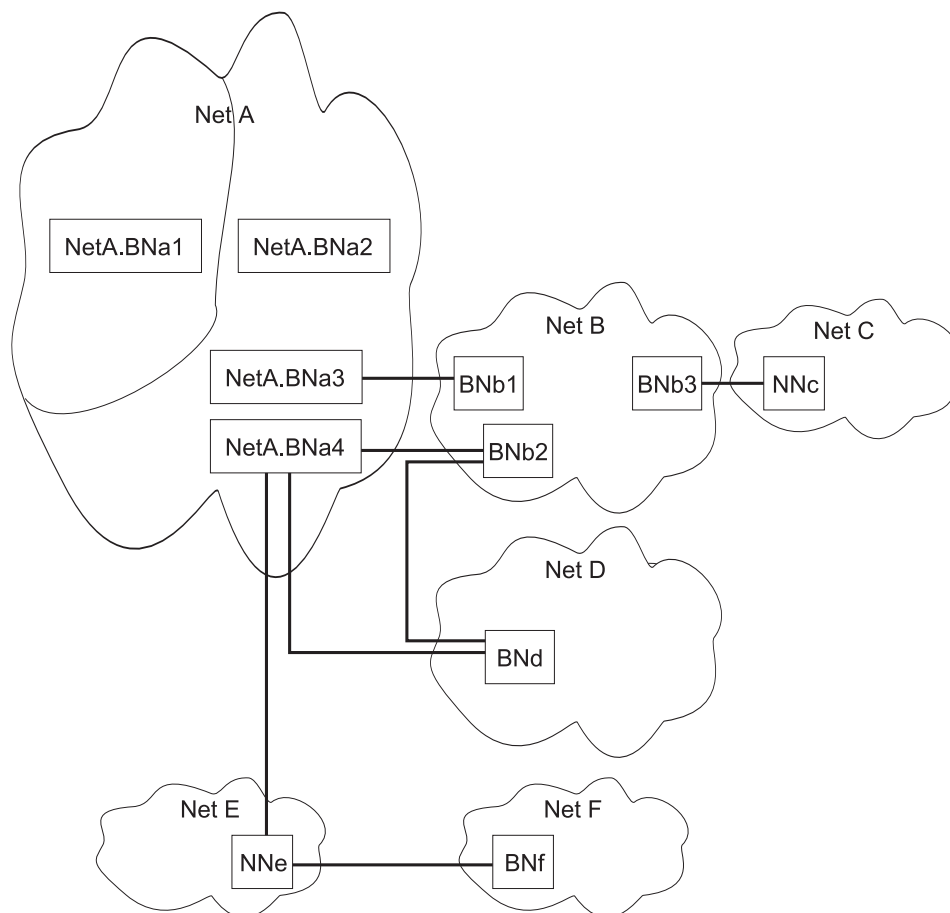 Net A
NetA.BNa1
NetA.BNa2
Net B
Net C
NetA.BNa3
BNb1
BNb3
NNc
NetA.BNa4
BNb2
Net D
BNd
Net E
Net F
NNe
BNf